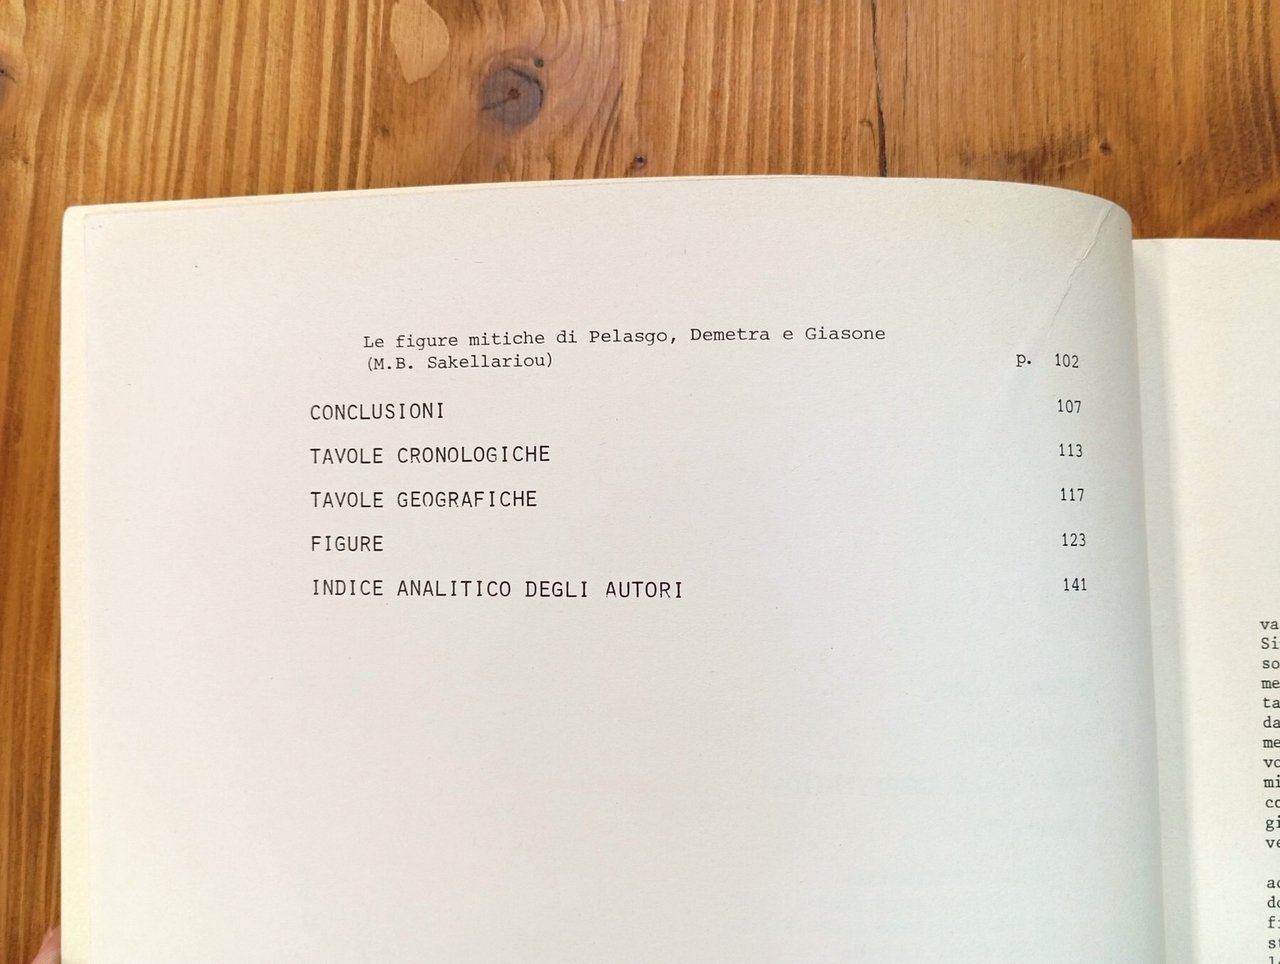 Le figure mitiche di Pelasgo, Demetra e Giasone
(M.B. Sakellariou) p. 102
CONCLUSIONI 107
TAVOLE CRONOLOGICHE 113
TAVOLE GEOGRAFICHE 117
FIGURE 123
INDICE ANALITICO DEGLI AUTORI 141